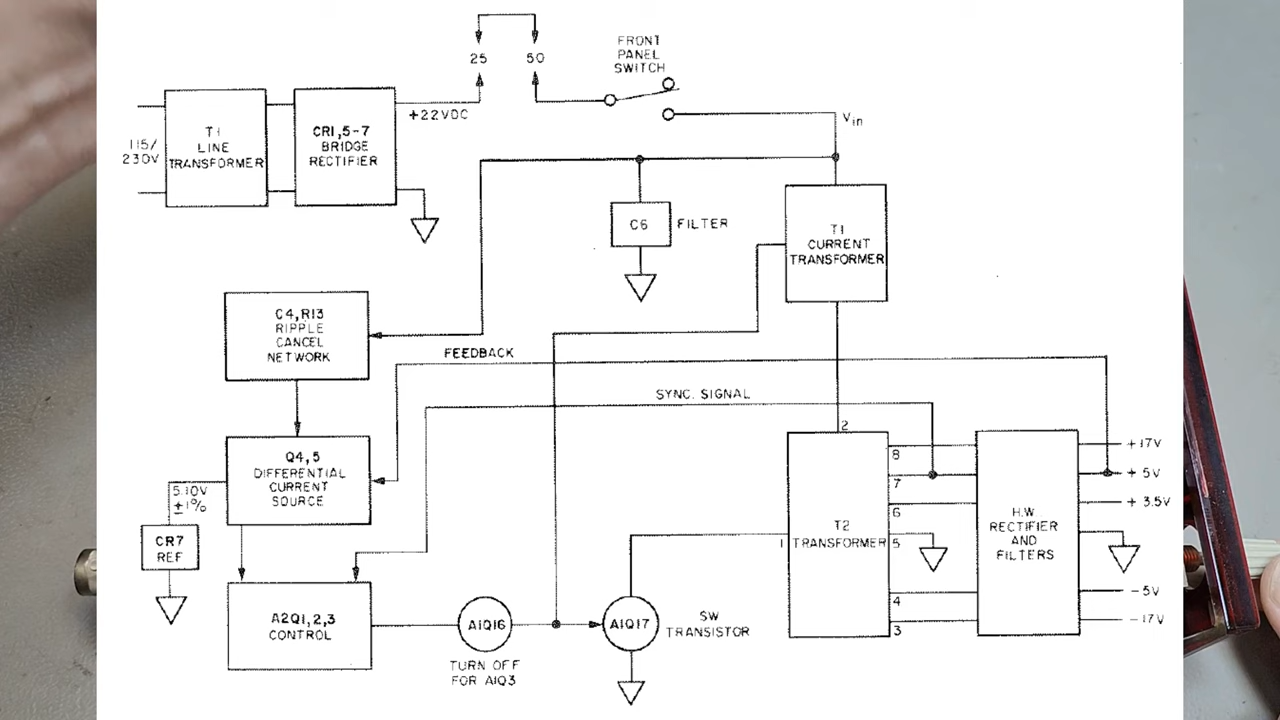 25
50
FRONT
PANEL
SWITCH
115/
230V
T1
LINE
TRANSFORMER
CR1,5-7
BRIDGE
RECTIFIER
+22VDC
Vin
C6
FILTER
T1
CURRENT
TRANSFORMER
C4,R13
RIPPLE
CANCEL
NETWORK
FEEDBACK
SYNC. SIGNAL
Q4,5
DIFFERENTIAL
CURRENT
SOURCE
5.10V
±1%
CR7
REF
A2Q1,2,3
CONTROL
A1Q16
TURN OFF
FOR A1Q3
A1Q17
SW
TRANSISTOR
T2
TRANSFORMER
1
2
8
7
6
5
4
3
H.W.
RECTIFIER
AND
FILTERS
+17V
+5V
+3.5V
-5V
-17V